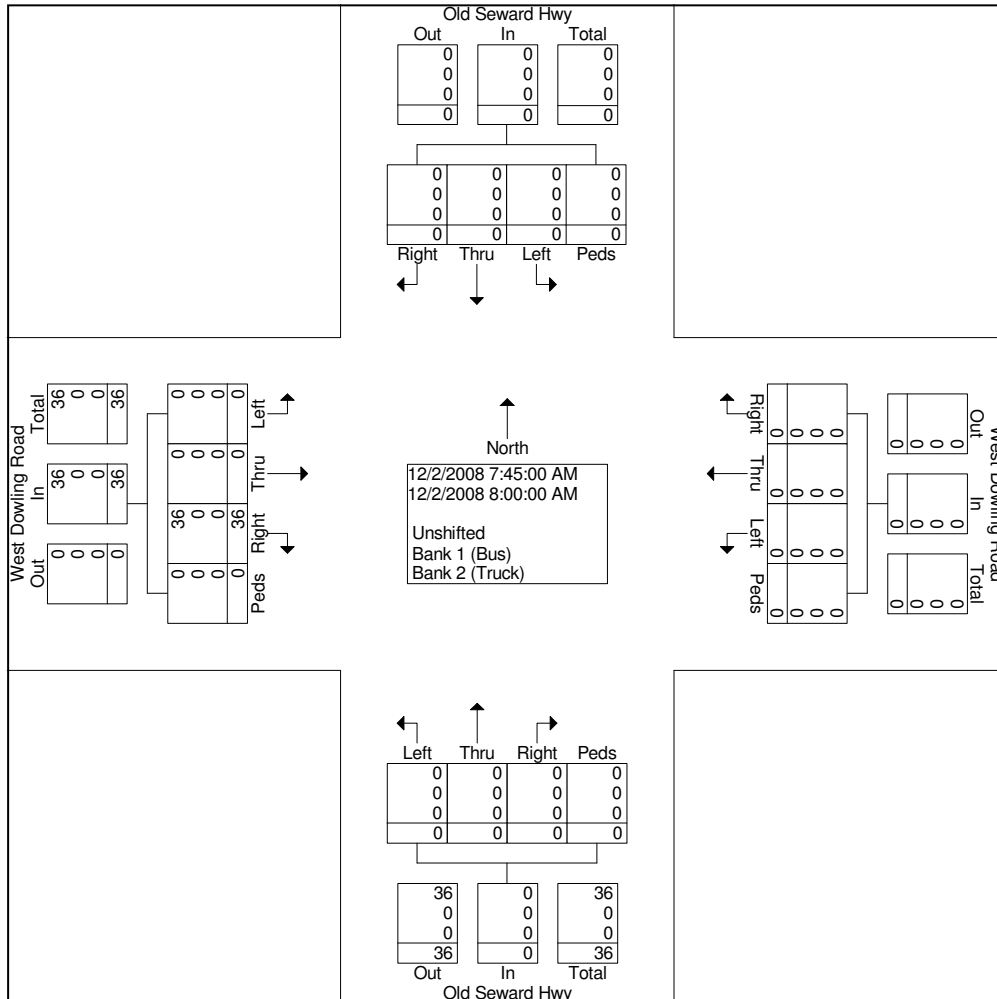 Old Seward Hwy
Out In Total
0 0 0
0 0 0
0 0 0
0 0 0
0 0 0 0
0 0 0 0
0 0 0 0
0 0 0 0
Right Thru Left Peds
West Dowling Road
Total In Out
36 36 0
0 0 0
0 0 0
36 36 0
0 0 36 0
0 0 0 0
0 0 0 0
0 0 36 0
Left Thru Right Peds
North
12/2/2008 7:45:00 AM
12/2/2008 8:00:00 AM
Unshifted
Bank 1 (Bus)
Bank 2 (Truck)
Right Thru Left Peds
0 0 0 0
0 0 0 0
0 0 0 0
0 0 0 0
Out In Total
0 0 0
0 0 0
0 0 0
0 0 0
West Dowling Road
Left Thru Right Peds
0 0 0 0
0 0 0 0
0 0 0 0
0 0 0 0
36 0 36
0 0 0
0 0 0
36 0 36
Out In Total
Old Seward Hwy